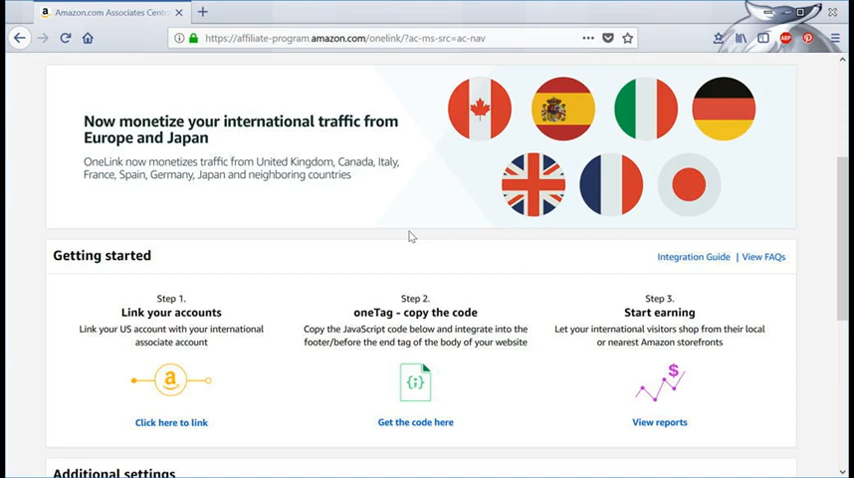 Amazon.com Associates Centr
https://affiliate-program.amazon.com/onelink/?ac-ms-src=ac-nav
ABP
Now monetize your international traffic from
Europe and Japan
OneLink now monetizes traffic from United Kingdom, Canada, Italy,
France, Spain, Germany, Japan and neighboring countries
Getting started
Integration Guide | View FAQs
Step 1.
Link your accounts
Link your US account with your international
associate account
Click here to link
Step 2.
oneTag - copy the code
Copy the JavaScript code below and integrate into the
footer/before the end tag of the body of your website
{;}
Get the code here
Step 3.
Start earning
Let your international visitors shop from their local
or nearest Amazon storefronts
$
View reports
Additional settings